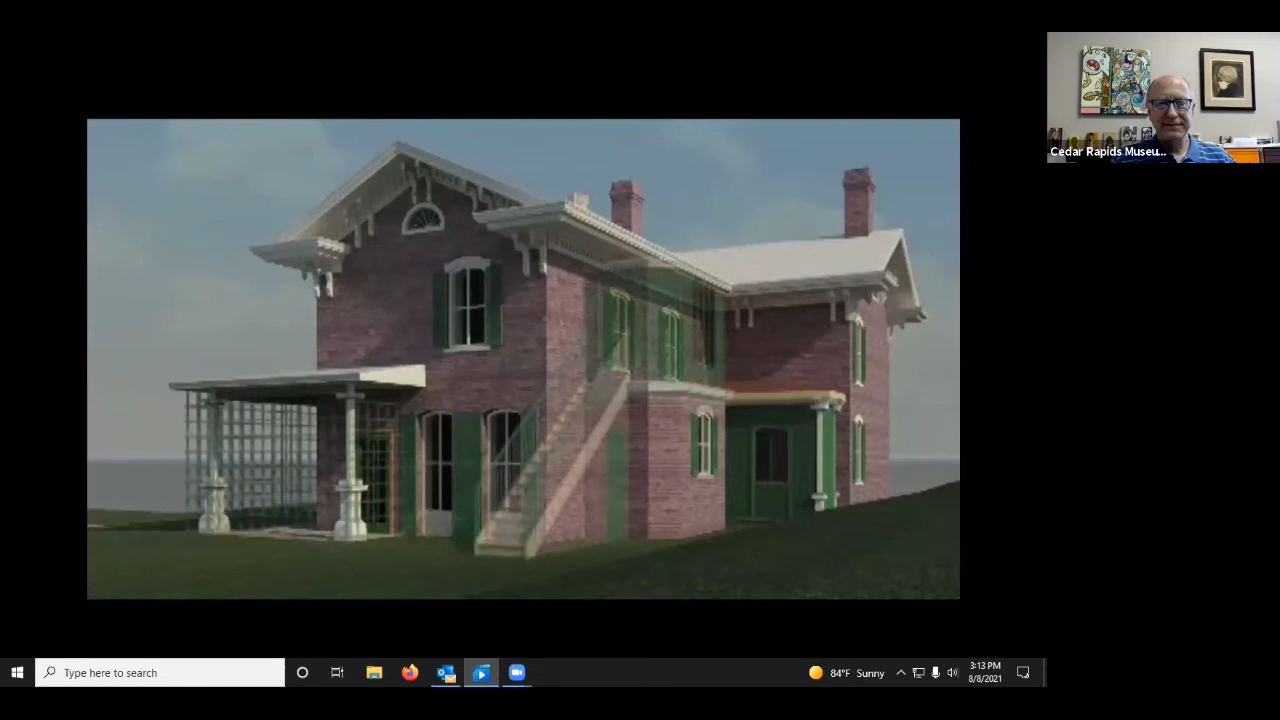 Cedar Rapids Museu...
Type here to search
84°F Sunny
3:13 PM
8/8/2021